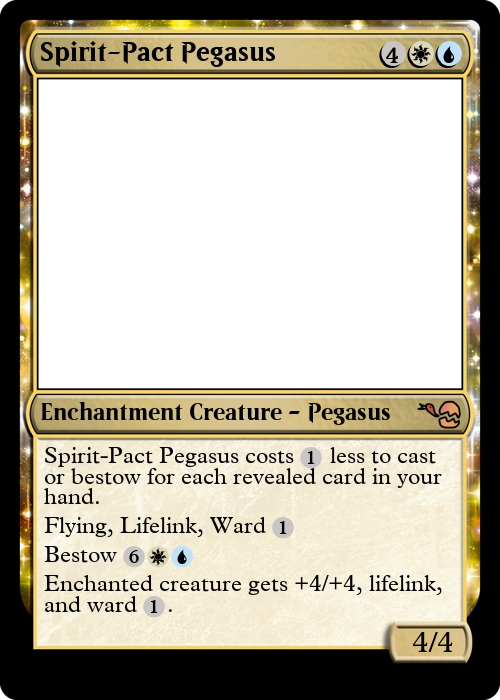 Spirit-Pact Pegasus 4
Enchantment Creature - Pegasus
Spirit-Pact Pegasus costs 1 less to cast
or bestow for each revealed card in your
hand.
Flying, Lifelink, Ward 1
Bestow 6
Enchanted creature gets +4/+4, lifelink,
and ward 1.
4/4